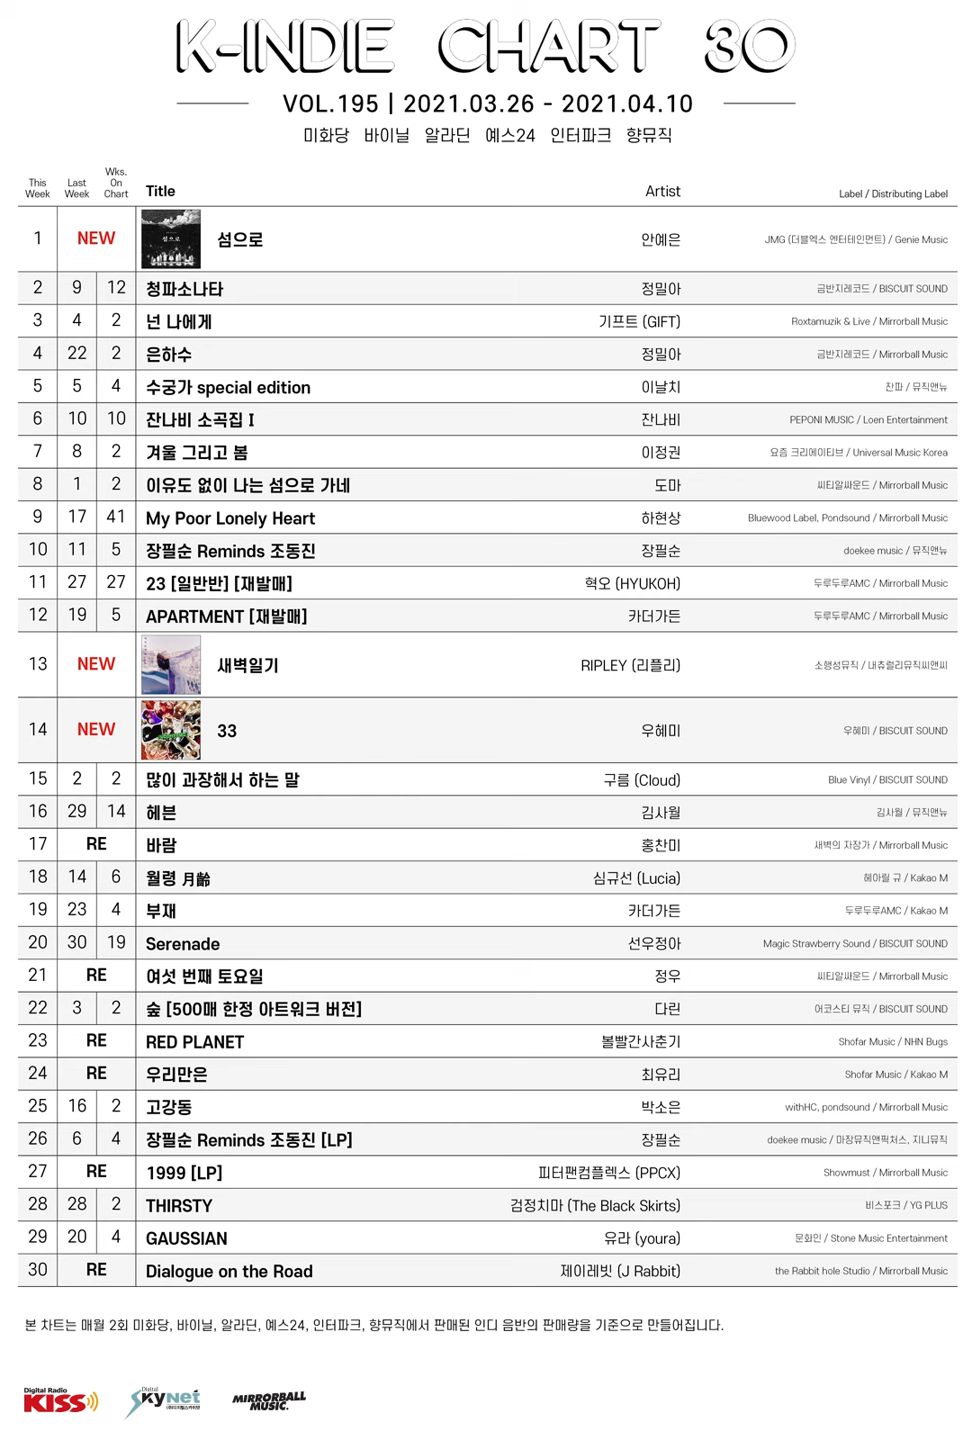 K-INDIE CHART 30
VOL.195 | 2021.03.26 - 2021.04.10
미화당 바이닐 알라딘 예스24 인터파크 향뮤직
This Week Last Week Wks. On Chart Title Artist Label / Distributing Label
1 NEW 섬으로 안예은 JMG (더블엑스 엔터테인먼트) / Genie Music
2 9 12 청파소나타 정밀아 금반지레코드 / BISCUIT SOUND
3 4 2 넌 나에게 기프트 (GIFT) Roxtamuzik & Live / Mirrorball Music
4 22 2 은하수 정밀아 금반지레코드 / Mirrorball Music
5 5 4 수궁가 special edition 이날치 잔파 / 뮤직앤뉴
6 10 10 잔나비 소곡집 I 잔나비 PEPONI MUSIC / Loen Entertainment
7 8 2 겨울 그리고 봄 이정권 요즘 크리에이티브 / Universal Music Korea
8 1 2 이유도 없이 나는 섬으로 가네 도마 씨티알싸운드 / Mirrorball Music
9 17 41 My Poor Lonely Heart 하현상 Bluewood Label, Pondsound / Mirrorball Music
10 11 5 장필순 Reminds 조동진 장필순 doekee music / 뮤직앤뉴
11 27 27 23 [일반반] [재발매] 혁오 (HYUKOH) 두루두루AMC / Mirrorball Music
12 19 5 APARTMENT [재발매] 카더가든 두루두루AMC / Mirrorball Music
13 NEW 새벽일기 RIPLEY (리플리) 소행성뮤직 / 내츄럴리뮤직씨앤씨
14 NEW 33 우혜미 우혜미 / BISCUIT SOUND
15 2 2 많이 과장해서 하는 말 구름 (Cloud) Blue Vinyl / BISCUIT SOUND
16 29 14 헤븐 김사월 김사월 / 뮤직앤뉴
17 RE 바람 홍찬미 새벽의 자장가 / Mirrorball Music
18 14 6 월령 月齡 심규선 (Lucia) 헤아릴 규 / Kakao M
19 23 4 부재 카더가든 두루두루AMC / Kakao M
20 30 19 Serenade 선우정아 Magic Strawberry Sound / BISCUIT SOUND
21 RE 여섯 번째 토요일 정우 씨티알싸운드 / Mirrorball Music
22 3 2 숲 [500매 한정 아트워크 버전] 다린 어코스티 뮤직 / BISCUIT SOUND
23 RE RED PLANET 볼빨간사춘기 Shofar Music / NHN Bugs
24 RE 우리만은 최유리 Shofar Music / Kakao M
25 16 2 고강동 박소은 withHC, pondsound / Mirrorball Music
26 6 4 장필순 Reminds 조동진 [LP] 장필순 doekee music / 마장뮤직앤픽처스, 지니뮤직
27 RE 1999 [LP] 피터팬컴플렉스 (PPCX) Showmust / Mirrorball Music
28 28 2 THIRSTY 검정치마 (The Black Skirts) 비스포크 / YG PLUS
29 20 4 GAUSSIAN 유라 (youra) 문화인 / Stone Music Entertainment
30 RE Dialogue on the Road 제이레빗 (J Rabbit) the Rabbit hole Studio / Mirrorball Music
본 차트는 매월 2회 미화당, 바이닐, 알라딘, 예스24, 인터파크, 향뮤직에서 판매된 인디 음반의 판매량을 기준으로 만들어집니다.
Digital Radio KISS Digital SkyNet MIRRORBALL MUSIC.